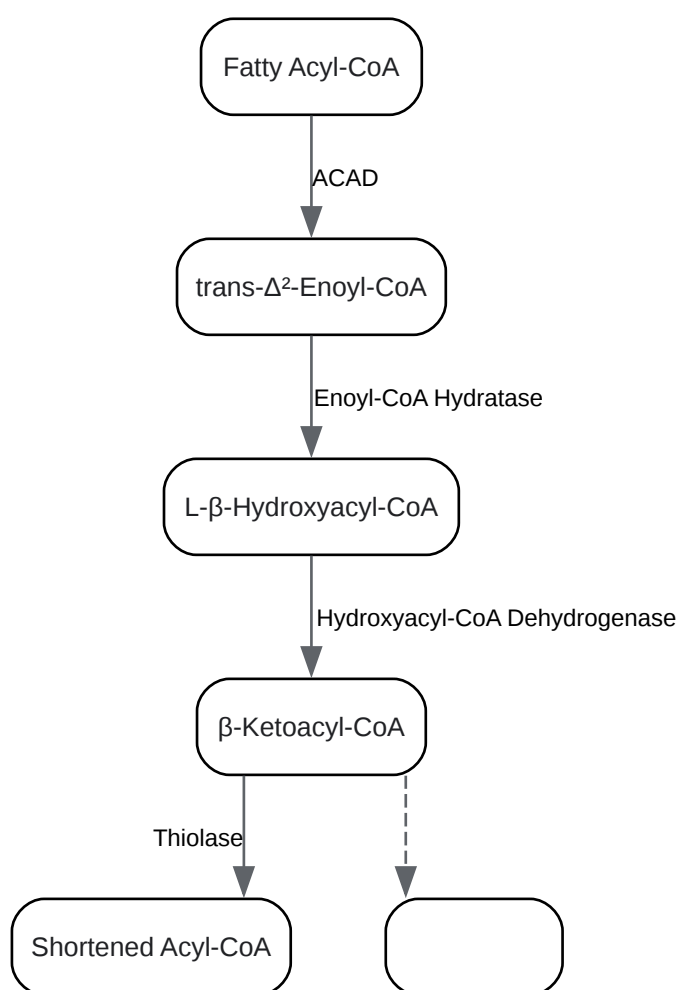 Fatty Acyl-CoA
ACAD
trans-Δ²-Enoyl-CoA
Enoyl-CoA Hydratase
L-β-Hydroxyacyl-CoA
Hydroxyacyl-CoA Dehydrogenase
β-Ketoacyl-CoA
Thiolase
Shortened Acyl-CoA